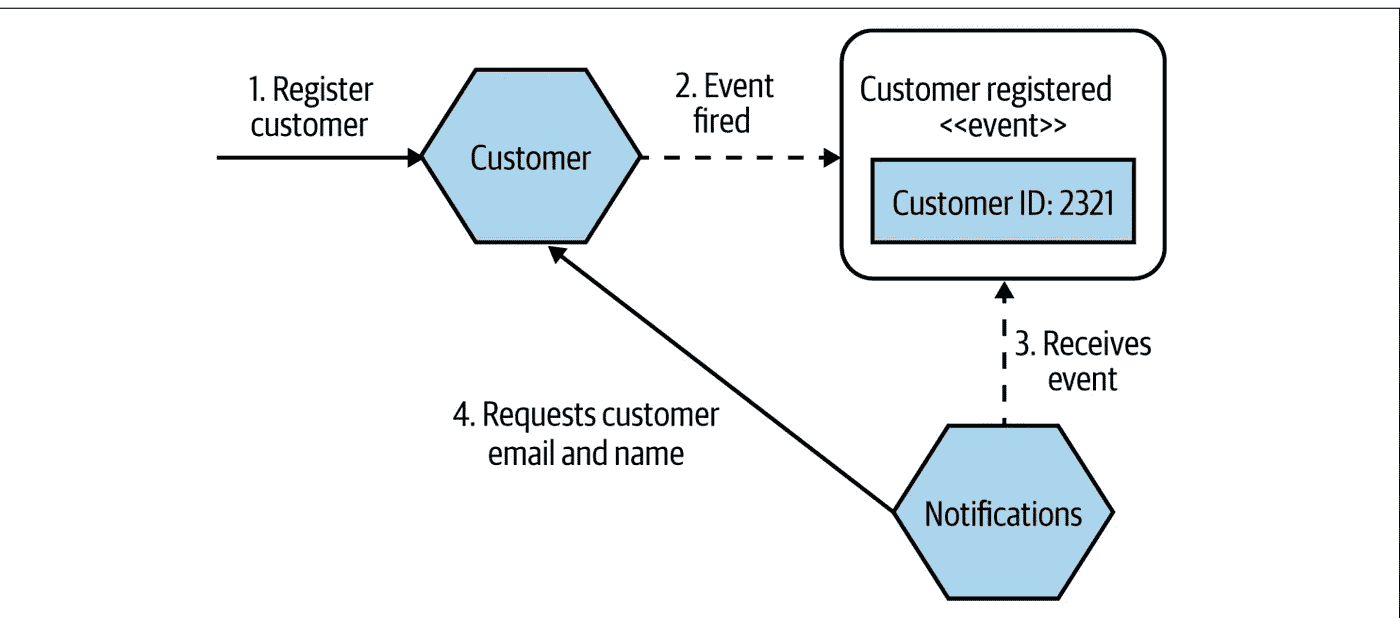 1. Register
customer
Customer
2. Event
fired
Customer registered
<<event>>
Customer ID: 2321
3. Receives
event
4. Requests customer
email and name
Notifications